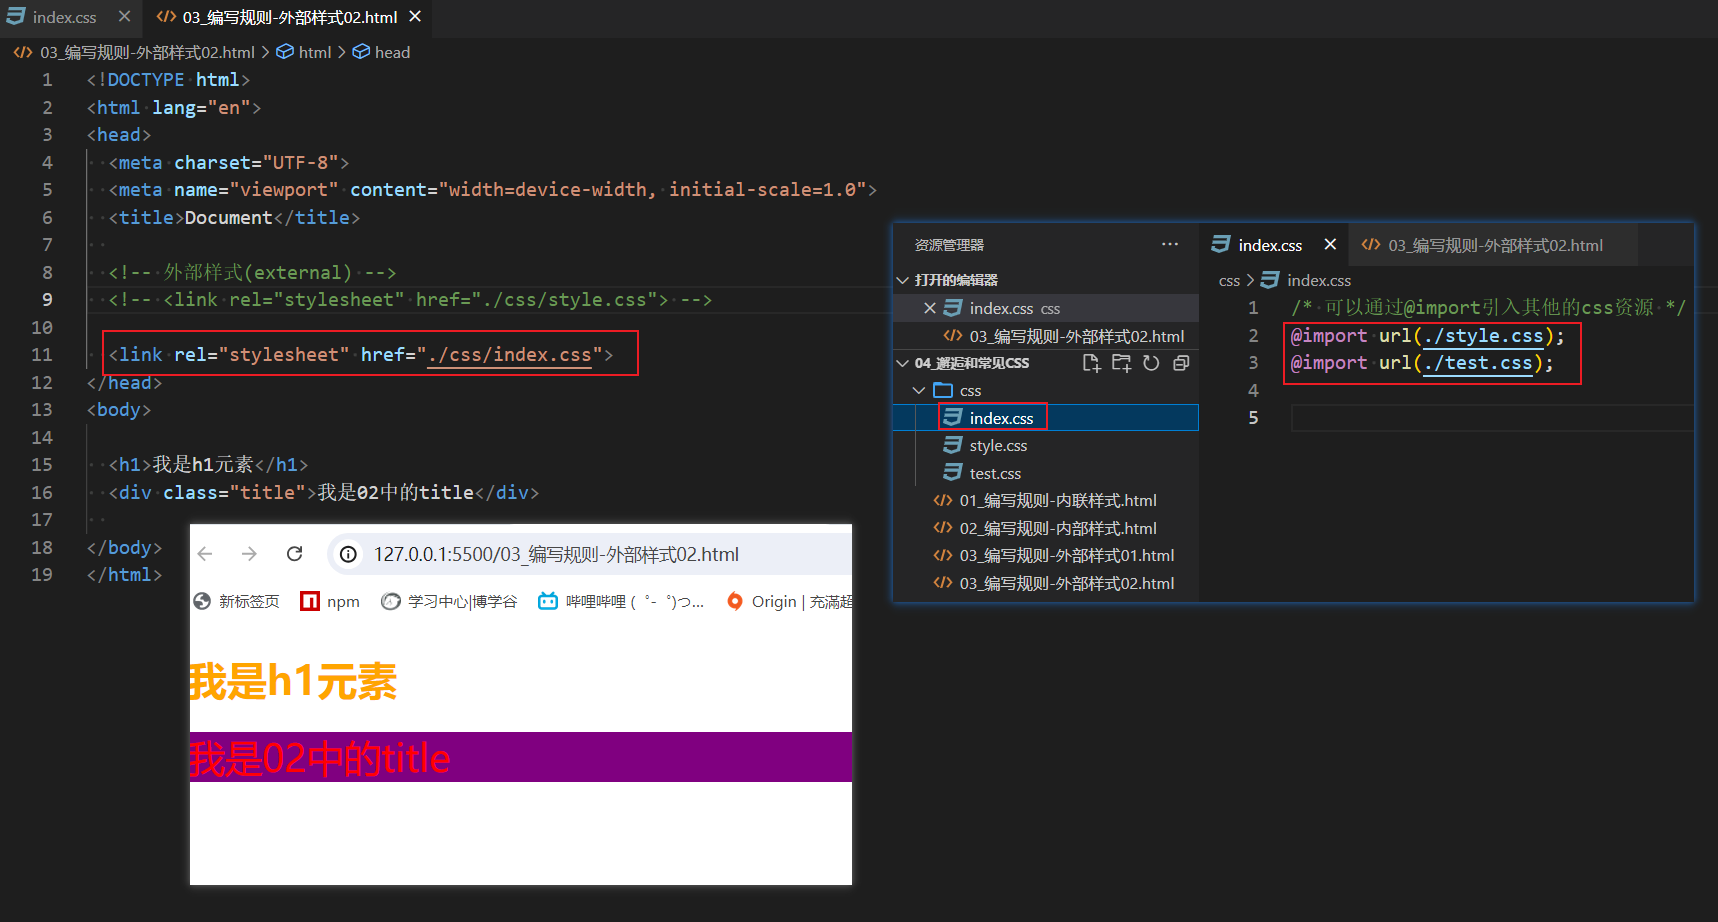 index.css
03_编写规则-外部样式02.html
03_编写规则-外部样式02.html > html > head
1 <!DOCTYPE html>
2 <html lang="en">
3 <head>
4 <meta charset="UTF-8">
5 <meta name="viewport" content="width=device-width, initial-scale=1.0">
6 <title>Document</title>
7
8 <!-- 外部样式(external) -->
9 <!-- <link rel="stylesheet" href="./css/style.css"> -->
10
11 <link rel="stylesheet" href="./css/index.css">
12 </head>
13 <body>
14
15 <h1>我是h1元素</h1>
16 <div class="title">我是02中的title</div>
17
18 </body>
19 </html>
资源管理器 ···
打开的编辑器
index.css css
03_编写规则-外部样式02.html
04_邂逅和常见CSS
css
index.css
style.css
test.css
01_编写规则-内联样式.html
02_编写规则-内部样式.html
03_编写规则-外部样式01.html
03_编写规则-外部样式02.html
index.css
03_编写规则-外部样式02.html
css > index.css
1 /* 可以通过@import引入其他的css资源 */
2 @import url(./style.css);
3 @import url(./test.css);
4
5
127.0.0.1:5500/03_编写规则-外部样式02.html
新标签页
npm
学习中心|博学谷
哔哩哔哩 (゜-゜)つ...
Origin | 充滿超
我是h1元素
我是02中的title